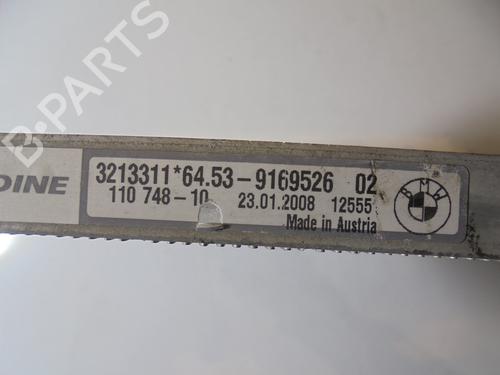 B-PARTS
DINE
3213311*64.53-9169526 02
110 748-10 23.01.2008 12555
Made in Austria
BMW